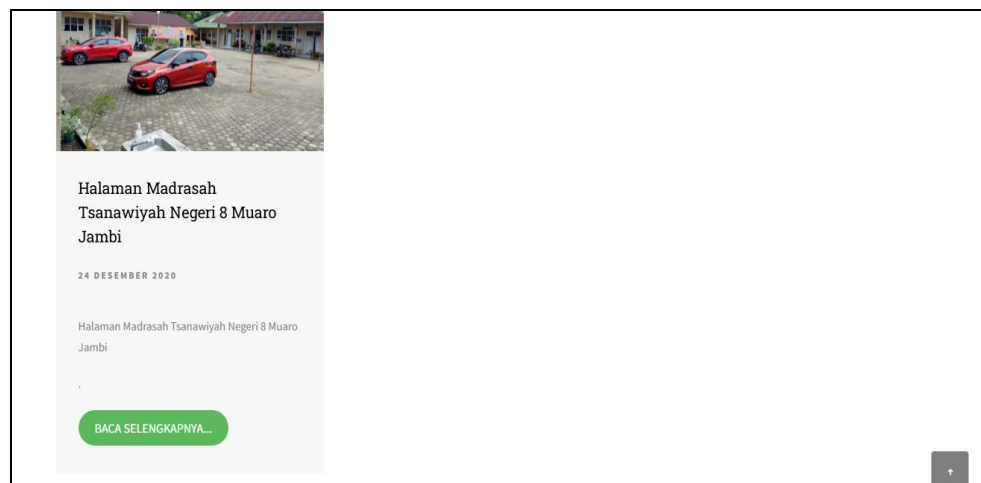 Halaman Madrasah
Tsanawiyah Negeri 8 Muaro
Jambi
24 DESEMBER 2020
Halaman Madrasah Tsanawiyah Negeri 8 Muaro
Jambi
.
BACA SELENGKAPNYA...